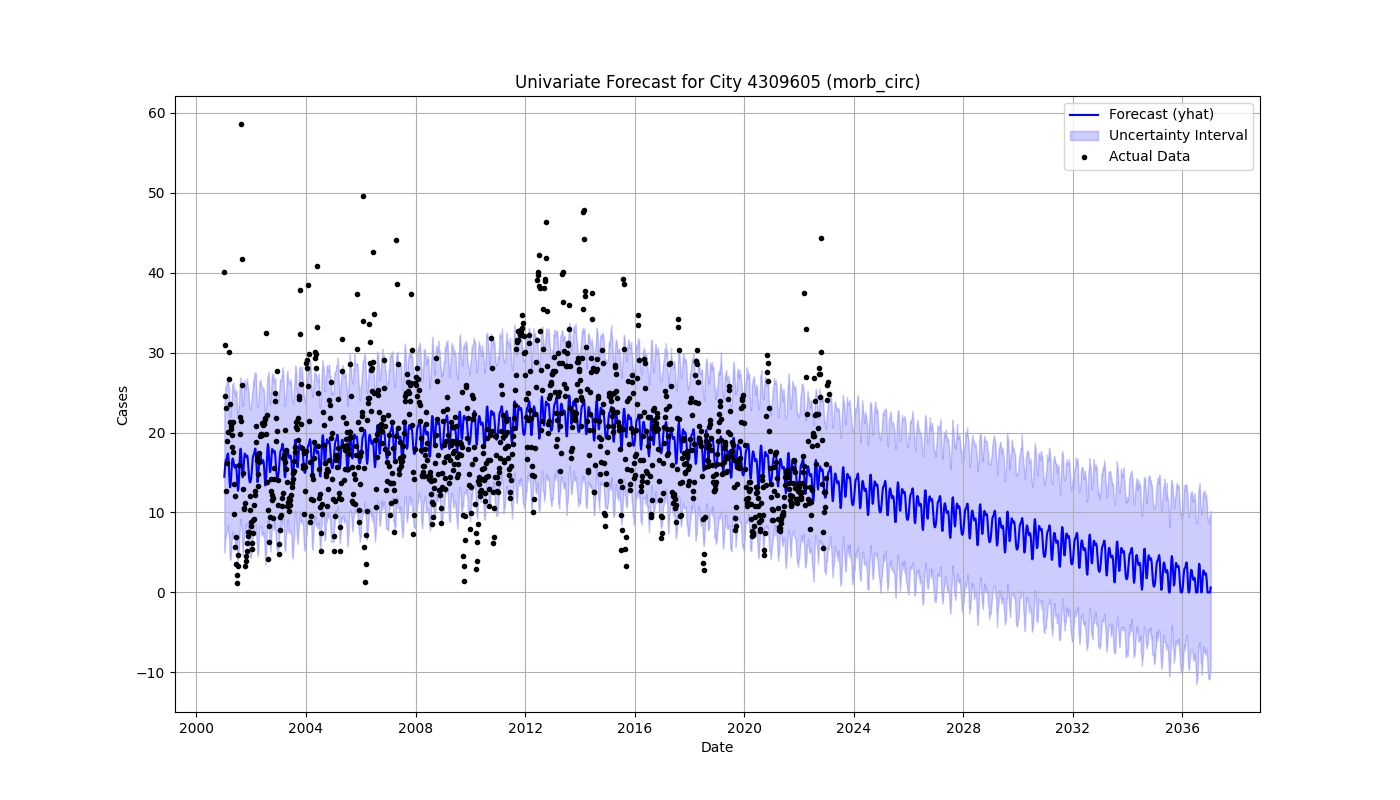 Univariate Forecast for City 4309605 (morb_circ)
Forecast (yhat)
Uncertainty Interval
Actual Data
Cases
60
50
40
30
20
10
0
−10
2000 2004 2008 2012 2016 2020 2024 2028 2032 2036
Date